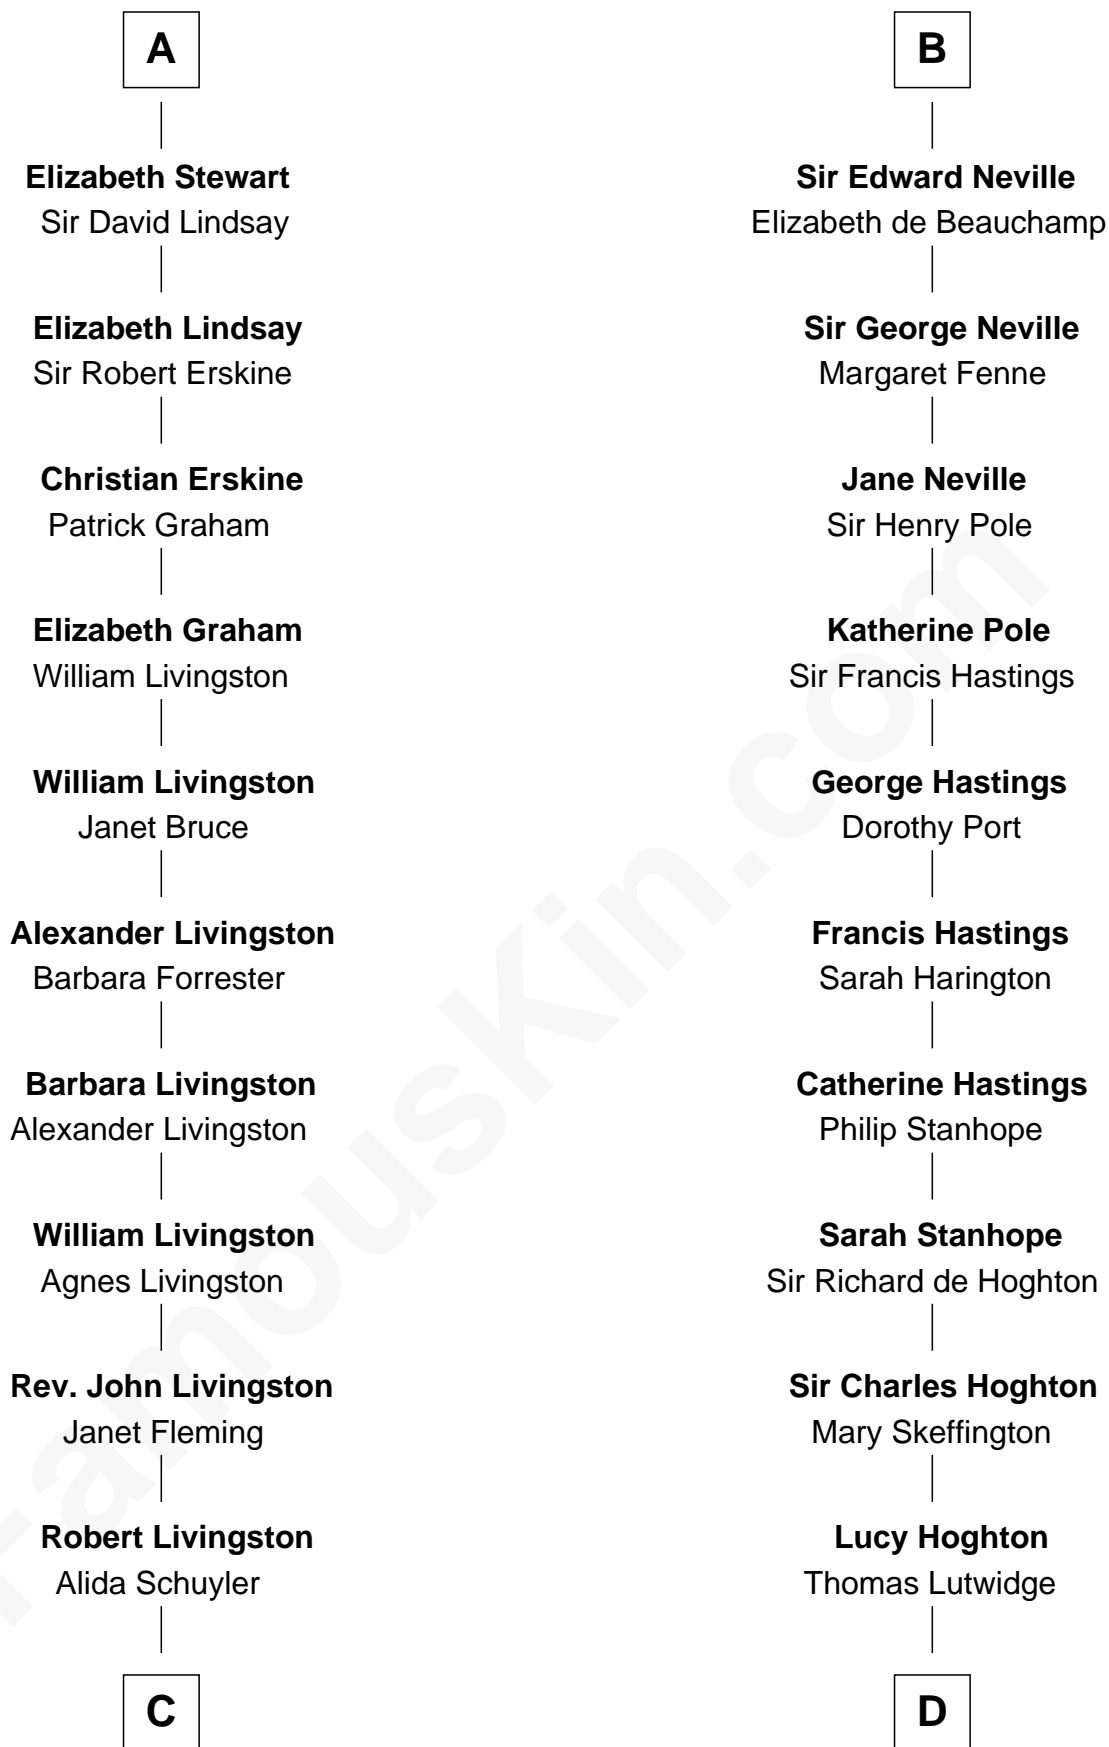 A
Elizabeth Stewart
Sir David Lindsay
Elizabeth Lindsay
Sir Robert Erskine
Christian Erskine
Patrick Graham
Elizabeth Graham
William Livingston
William Livingston
Janet Bruce
Alexander Livingston
Barbara Forrester
Barbara Livingston
Alexander Livingston
William Livingston
Agnes Livingston
Rev. John Livingston
Janet Fleming
Robert Livingston
Alida Schuyler
C
B
Sir Edward Neville
Elizabeth de Beauchamp
Sir George Neville
Margaret Fenne
Jane Neville
Sir Henry Pole
Katherine Pole
Sir Francis Hastings
George Hastings
Dorothy Port
Francis Hastings
Sarah Harington
Catherine Hastings
Philip Stanhope
Sarah Stanhope
Sir Richard de Hoghton
Sir Charles Hoghton
Mary Skeffington
Lucy Hoghton
Thomas Lutwidge
D
FamousKin.com